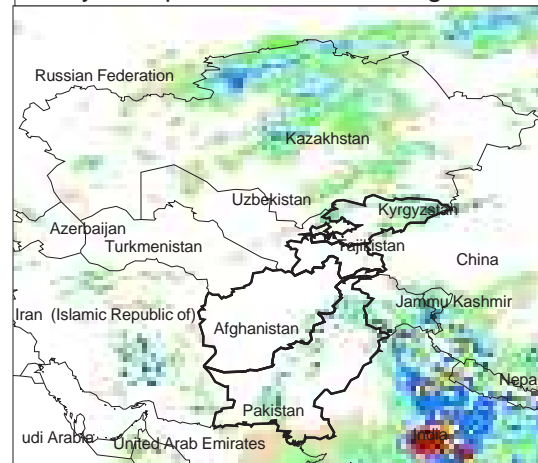 Russian Federation
Kazakhstan
Uzbekistan
Kyrgyzstan
Azerbaijan
Turkmenistan
Tajikistan
China
Jammu/Kashmir
Iran (Islamic Republic of)
Afghanistan
Nepa
Pakistan
udi Arabia
United Arab Emirates
India